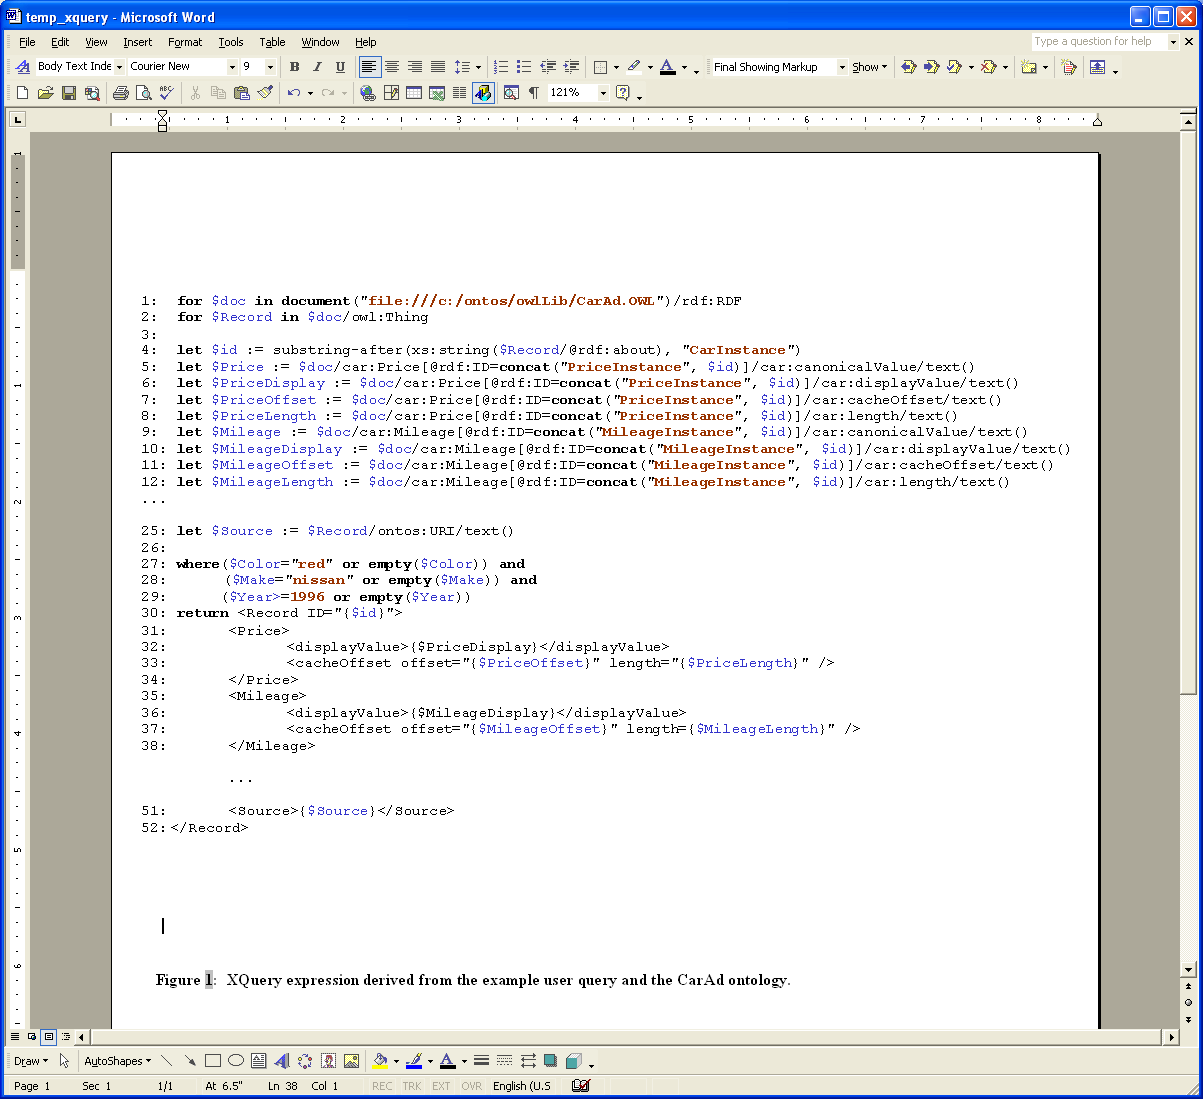 temp_xquery - Microsoft Word
File Edit View Insert Format Tools Table Window Help Type a question for help
Body Text Inde Courier New 9 B I U Final Showing Markup Show
121%
1 2 3 4 5 6 7 8
1: for $doc in document("file:///c:/ontos/owlLib/CarAd.OWL")/rdf:RDF
2: for $Record in $doc/owl:Thing
3:
4: let $id := substring-after(xs:string($Record/@rdf:about), "CarInstance")
5: let $Price := $doc/car:Price[@rdf:ID=concat("PriceInstance", $id)]/car:canonicalValue/text()
6: let $PriceDisplay := $doc/car:Price[@rdf:ID=concat("PriceInstance", $id)]/car:displayValue/text()
7: let $PriceOffset := $doc/car:Price[@rdf:ID=concat("PriceInstance", $id)]/car:cacheOffset/text()
8: let $PriceLength := $doc/car:Price[@rdf:ID=concat("PriceInstance", $id)]/car:length/text()
9: let $Mileage := $doc/car:Mileage[@rdf:ID=concat("MileageInstance", $id)]/car:canonicalValue/text()
10: let $MileageDisplay := $doc/car:Mileage[@rdf:ID=concat("MileageInstance", $id)]/car:displayValue/text()
11: let $MileageOffset := $doc/car:Mileage[@rdf:ID=concat("MileageInstance", $id)]/car:cacheOffset/text()
12: let $MileageLength := $doc/car:Mileage[@rdf:ID=concat("MileageInstance", $id)]/car:length/text()
...
25: let $Source := $Record/ontos:URI/text()
26:
27: where($Color="red" or empty($Color)) and
28: ($Make="nissan" or empty($Make)) and
29: ($Year>=1996 or empty($Year))
30: return <Record ID="{$id}">
31: <Price>
32: <displayValue>{$PriceDisplay}</displayValue>
33: <cacheOffset offset="{$PriceOffset}" length="{$PriceLength}" />
34: </Price>
35: <Mileage>
36: <displayValue>{$MileageDisplay}</displayValue>
37: <cacheOffset offset="{$MileageOffset}" length={$MileageLength}" />
38: </Mileage>
...
51: <Source>{$Source}</Source>
52: </Record>
Figure 1: XQuery expression derived from the example user query and the CarAd ontology.
Draw AutoShapes
Page 1 Sec 1 1/1 At 6.5" Ln 38 Col 1 REC TRK EXT OVR English (U.S